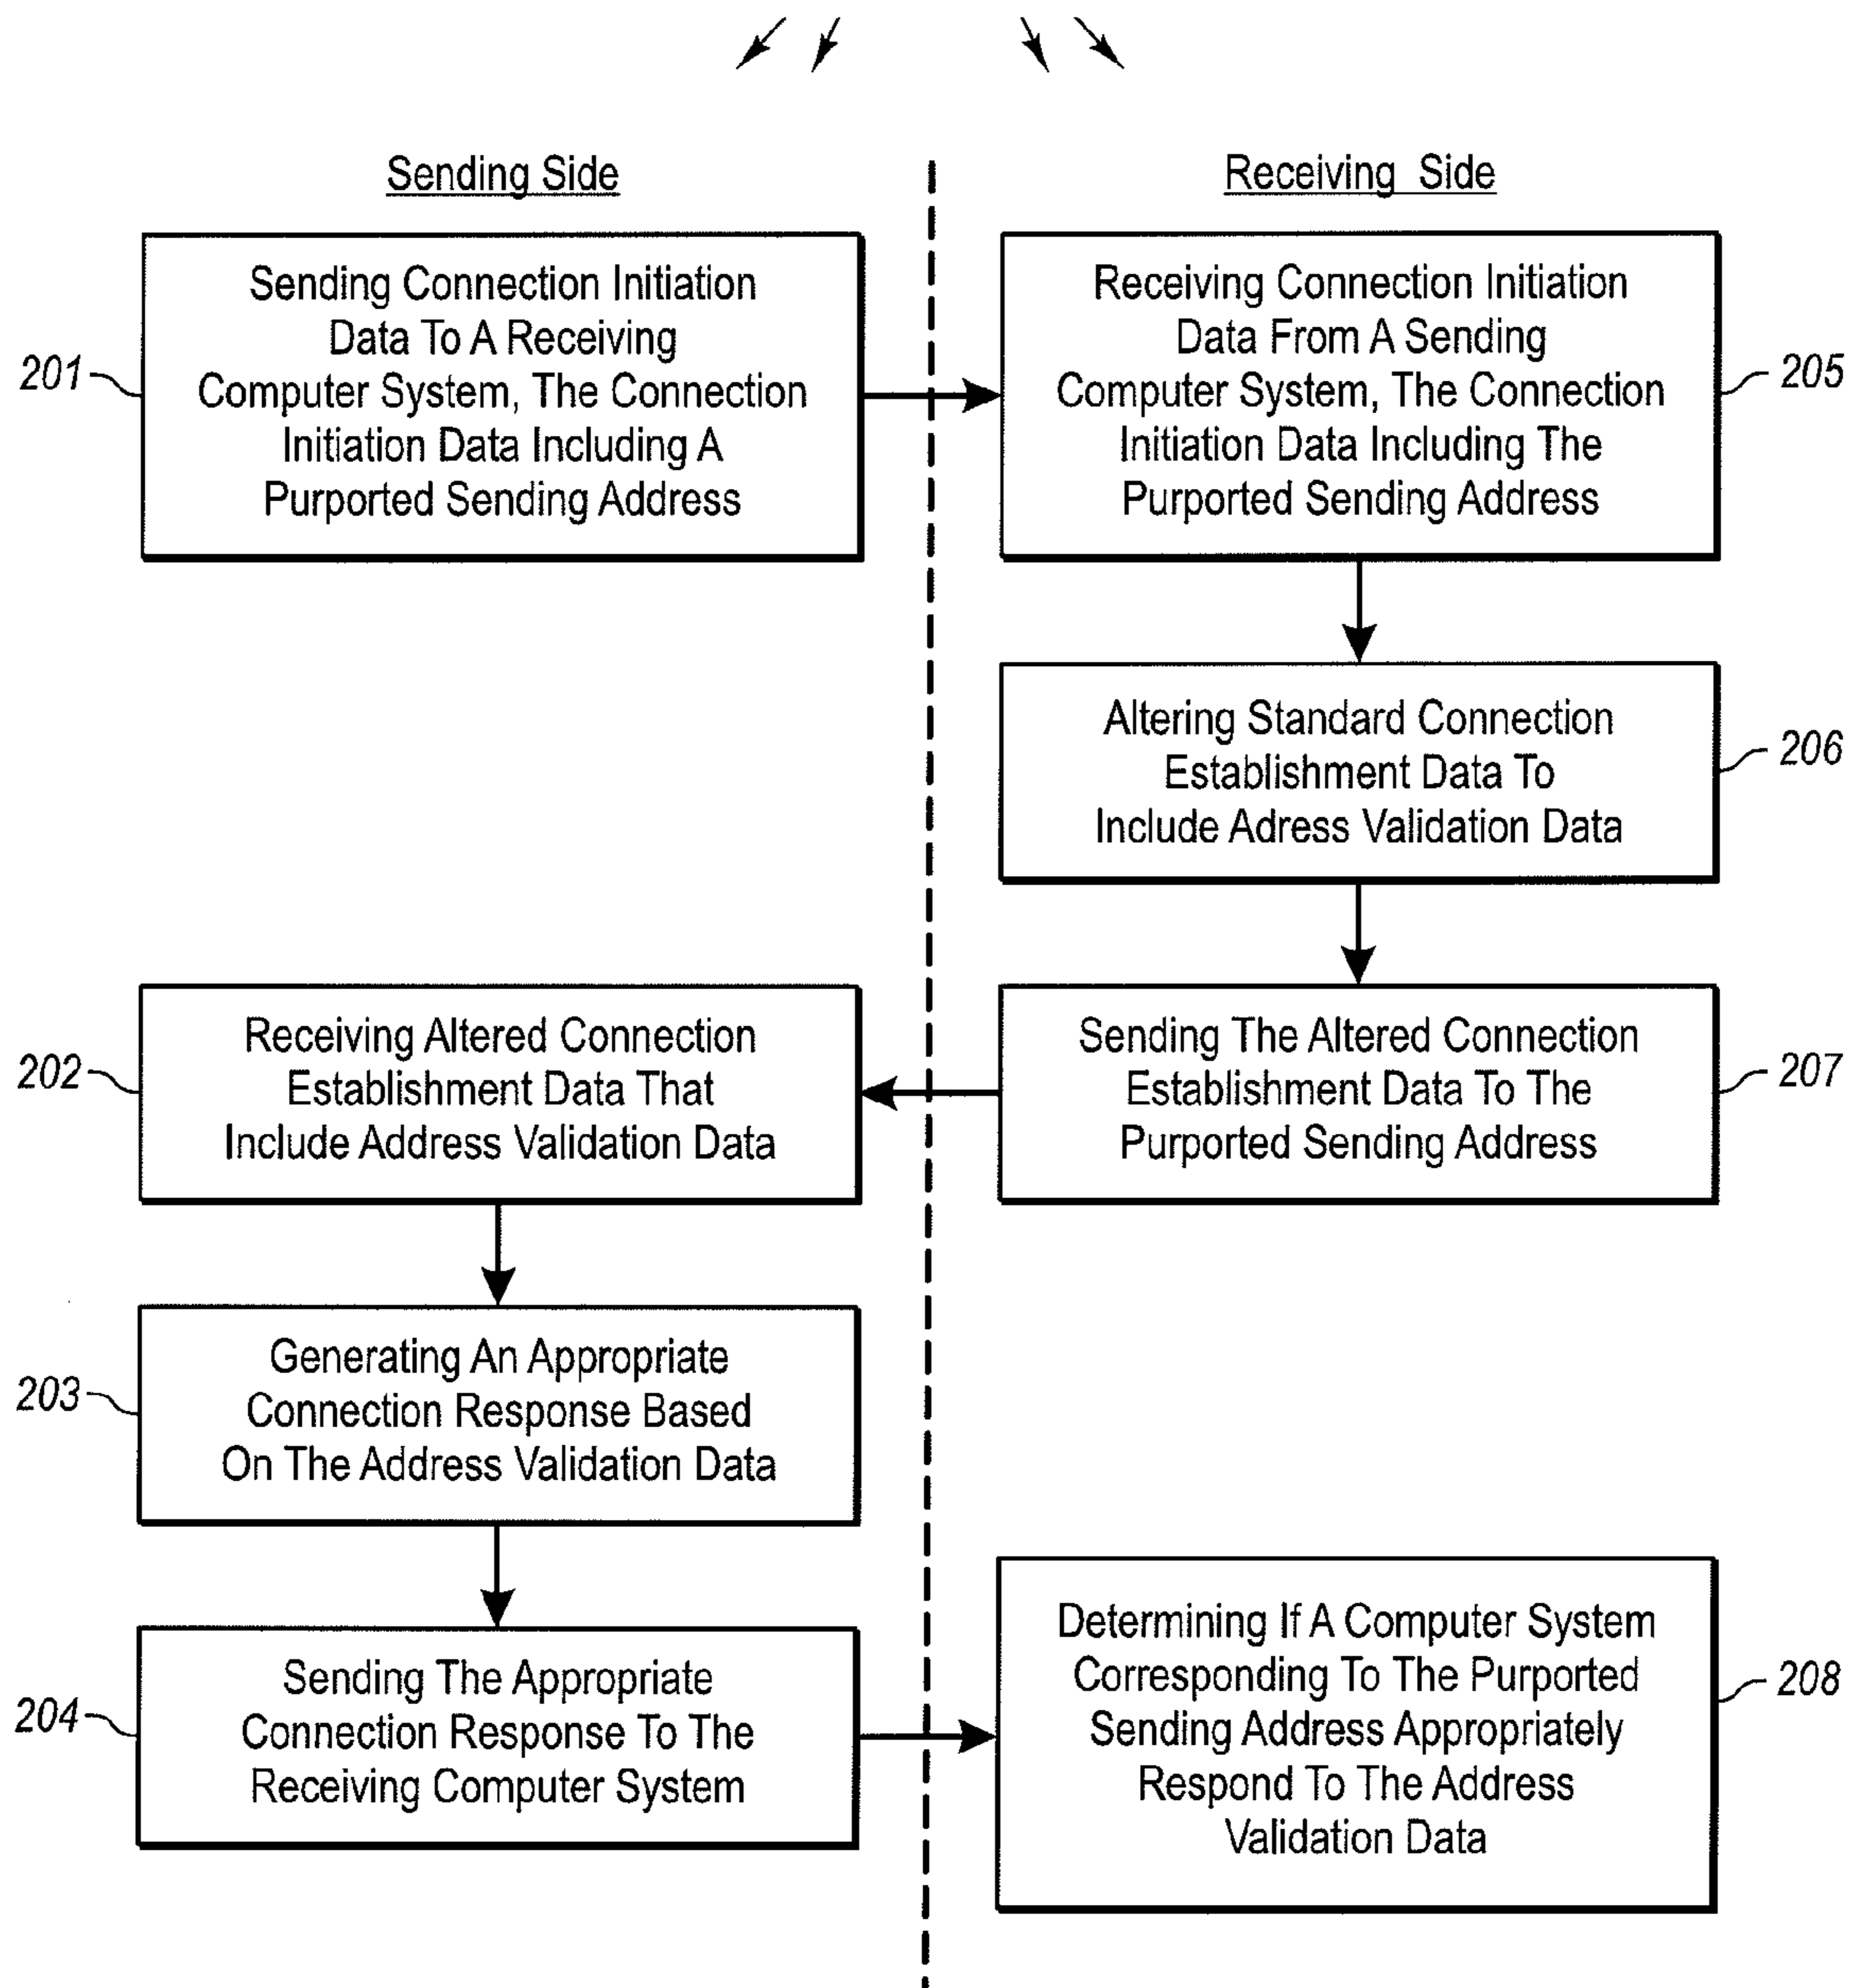 Sending Side
Receiving Side
201
Sending Connection Initiation
Data To A Receiving
Computer System, The Connection
Initiation Data Including A
Purported Sending Address
Receiving Connection Initiation
Data From A Sending
Computer System, The Connection
Initiation Data Including The
Purported Sending Address
205
Altering Standard Connection
Establishment Data To
Include Adress Validation Data
206
202
Receiving Altered Connection
Establishment Data That
Include Address Validation Data
Sending The Altered Connection
Establishment Data To The
Purported Sending Address
207
203
Generating An Appropriate
Connection Response Based
On The Address Validation Data
204
Sending The Appropriate
Connection Response To The
Receiving Computer System
Determining If A Computer System
Corresponding To The Purported
Sending Address Appropriately
Respond To The Address
Validation Data
208